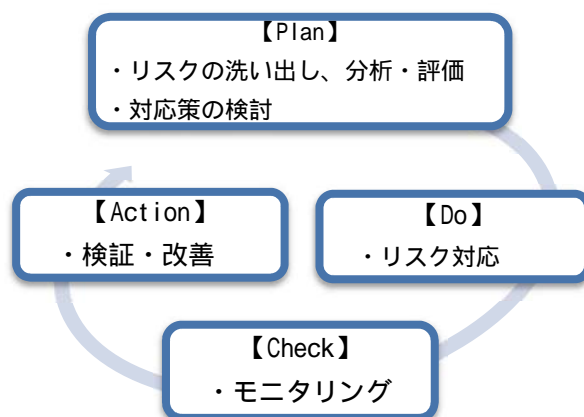 【Plan】
・リスクの洗い出し、分析・評価
・対応策の検討
【Action】
・検証・改善
【Do】
・リスク対応
【Check】
・モニタリング